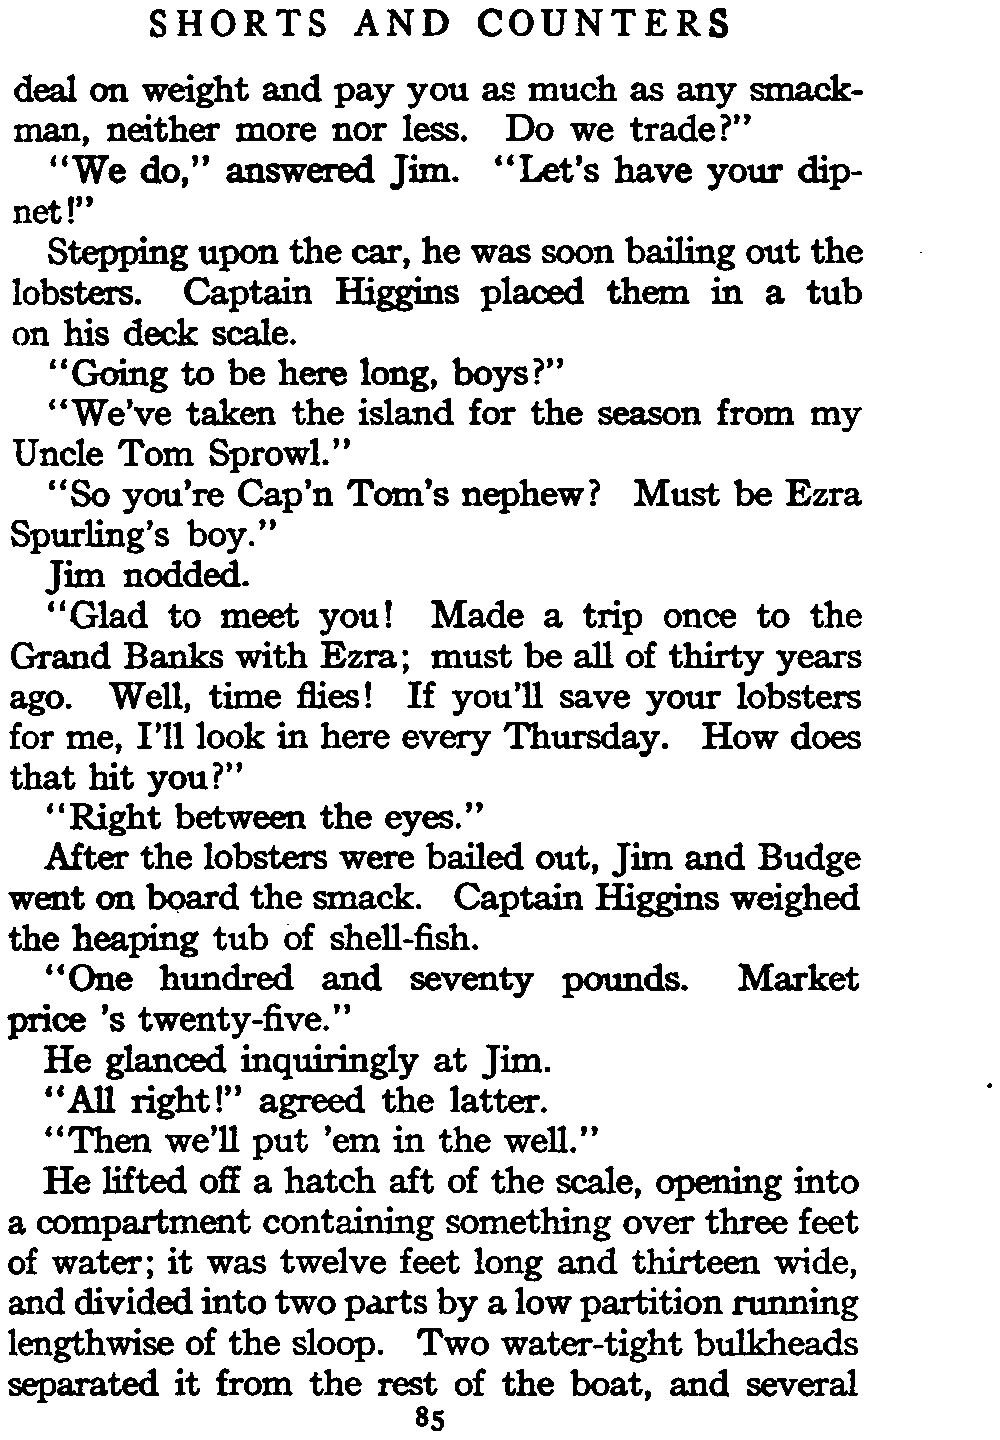 SHORTS AND COUNTERS
deal on weight and pay you as much as any smack-
man, neither more nor less. Do we trade?"
"We do," answered Jim. "Let's have your dip-
net!"
Stepping upon the car, he was soon bailing out the
lobsters. Captain Higgins placed them in a tub
on his deck scale.
"Going to be here long, boys?"
"We've taken the island for the season from my
Uncle Tom Sprowl."
"So you're Cap'n Tom's nephew? Must be Ezra
Spurling's boy."
Jim nodded.
"Glad to meet you! Made a trip once to the
Grand Banks with Ezra; must be all of thirty years
ago. Well, time flies! If you'll save your lobsters
for me, I'll look in here every Thursday. How does
that hit you?"
"Right between the eyes."
After the lobsters were bailed out, Jim and Budge
went on board the smack. Captain Higgins weighed
the heaping tub of shell-fish.
"One hundred and seventy pounds. Market
price 's twenty-five."
He glanced inquiringly at Jim.
"All right!" agreed the latter.
"Then we'll put 'em in the well."
He lifted off a hatch aft of the scale, opening into
a compartment containing something over three feet
of water; it was twelve feet long and thirteen wide,
and divided into two parts by a low partition running
lengthwise of the sloop. Two water-tight bulkheads
separated it from the rest of the boat, and several
85